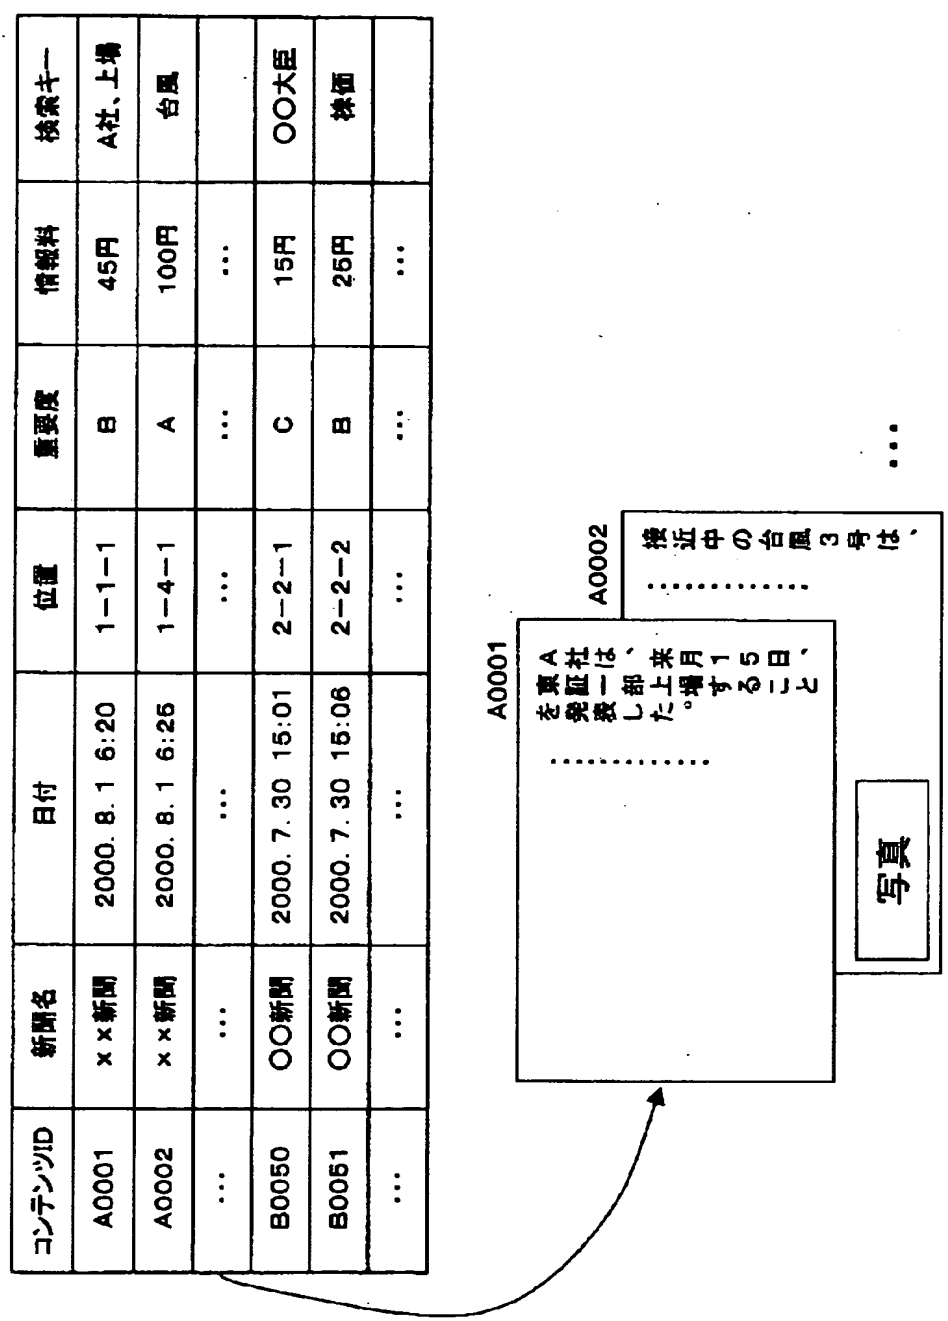 コンテンツID 新聞名 日付 位置 重要度 情報料 検索キー
A0001 ××新聞 2000. 8. 1 6:20 1−1−1 B 45円 A社、上場
A0002 ××新聞 2000. 8. 1 6:25 1−4−1 A 100円 台風
… … … … … …
B0050 〇〇新聞 2000. 7. 30 15:01 2−2−1 C 15円 〇〇大臣
B0051 〇〇新聞 2000. 7. 30 15:06 2−2−2 B 25円 株価
… … … … … …
A0001
A社は、来月15日、
東証一部上場すること
を発表した。
‥‥‥‥‥‥
A0002
接近中の台風3号は、
‥‥‥‥‥‥
写真
…